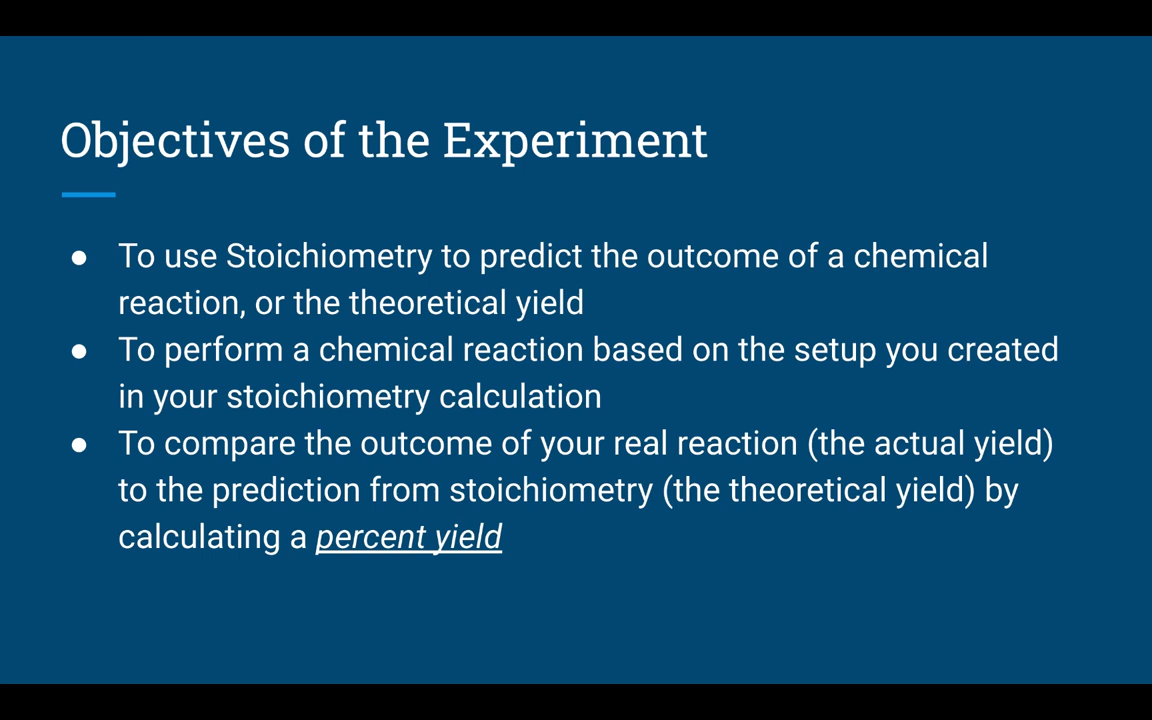 Objectives of the Experiment
● To use Stoichiometry to predict the outcome of a chemical
reaction, or the theoretical yield
● To perform a chemical reaction based on the setup you created
in your stoichiometry calculation
● To compare the outcome of your real reaction (the actual yield)
to the prediction from stoichiometry (the theoretical yield) by
calculating a percent yield